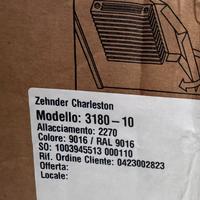 Zehnder Charleston
Modello: 3180-10
Allacciamento: 2270
Colore: 9016 / RAL 9016
SO: 1003945513 000110
Rif. Ordine Cliente: 0423002823
Offerta:
Locale: